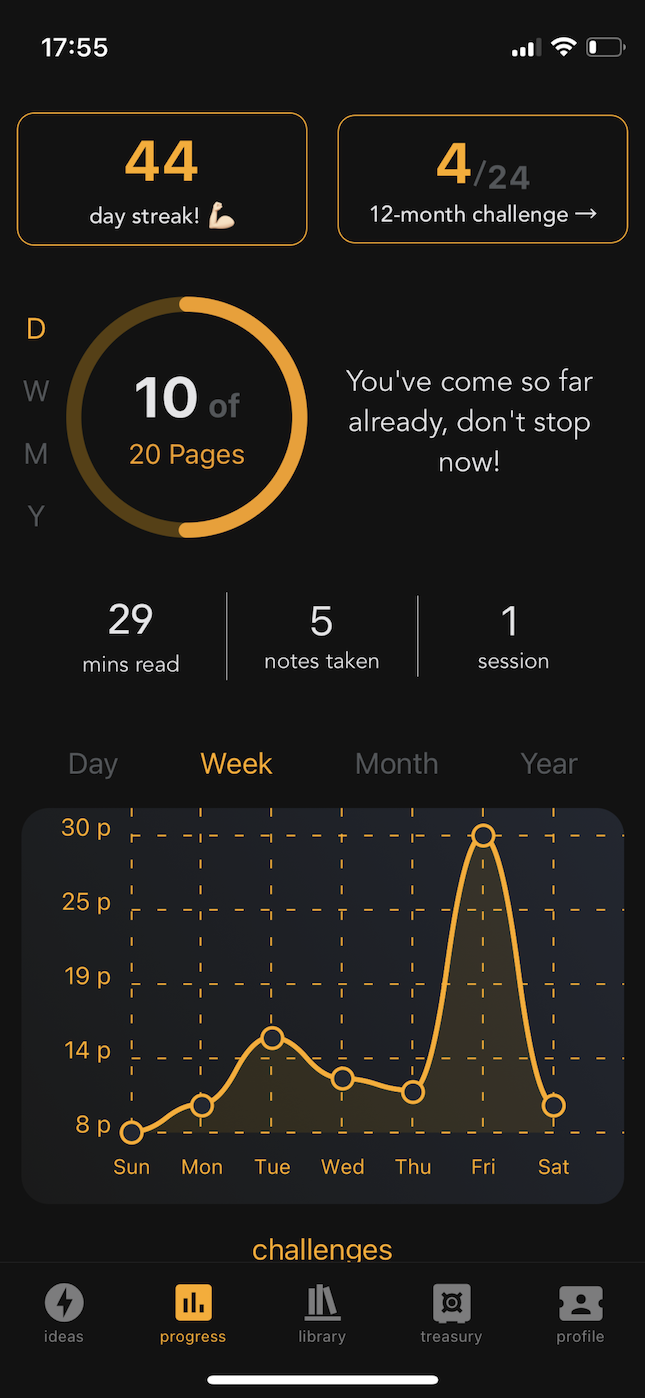 17:55
44
day streak! 💪🏻
4/24
12-month challenge →
D
W
M
Y
10 of
20 Pages
You've come so far
already, don't stop
now!
29
mins read
5
notes taken
1
session
Day Week Month Year
30 p
25 p
19 p
14 p
8 p
Sun Mon Tue Wed Thu Fri Sat
challenges
ideas progress library treasury profile